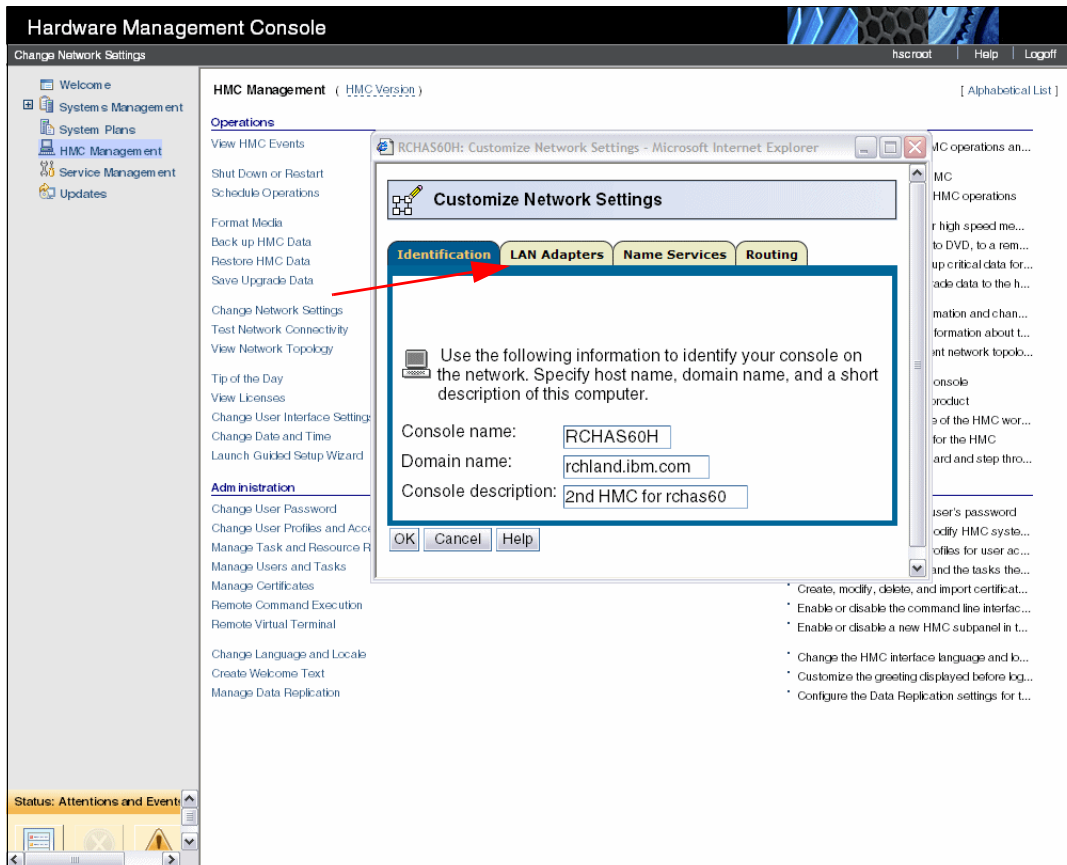 Hardware Management Console
Change Network Settings
hscroot | Help | Logoff
Welcome
Systems Management
System Plans
HMC Management
Service Management
Updates
Status: Attentions and Events
HMC Management ( HMC Version )
[ Alphabetical List ]
Operations
View HMC Events
Shut Down or Restart
Schedule Operations
Format Media
Back up HMC Data
Restore HMC Data
Save Upgrade Data
Change Network Settings
Test Network Connectivity
View Network Topology
Tip of the Day
View Licenses
Change User Interface Settings
Change Date and Time
Launch Guided Setup Wizard
Administration
Change User Password
Change User Profiles and Acce
Manage Task and Resource R
Manage Users and Tasks
Manage Certificates
Remote Command Execution
Remote Virtual Terminal
Change Language and Locale
Create Welcome Text
Manage Data Replication
RCHAS60H: Customize Network Settings - Microsoft Internet Explorer
Customize Network Settings
Identification
LAN Adapters
Name Services
Routing
Use the following information to identify your console on
the network. Specify host name, domain name, and a short
description of this computer.
Console name: RCHAS60H
Domain name: rchland.ibm.com
Console description: 2nd HMC for rchas60
OK Cancel Help
MC operations an...
MC
HMC operations
r high speed me...
to DVD, to a rem...
up critical data for...
ade data to the h...
mation and chan...
formation about t...
nt network topolo...
onsole
product
e of the HMC wor...
for the HMC
ard and step thro...
user's password
odify HMC syste...
ofiles for user ac...
and the tasks the...
Create, modify, delete, and import certificat...
Enable or disable the command line interfac...
Enable or disable a new HMC subpanel in t...
Change the HMC interface language and lo...
Customize the greeting displayed before log...
Configure the Data Replication settings for t...